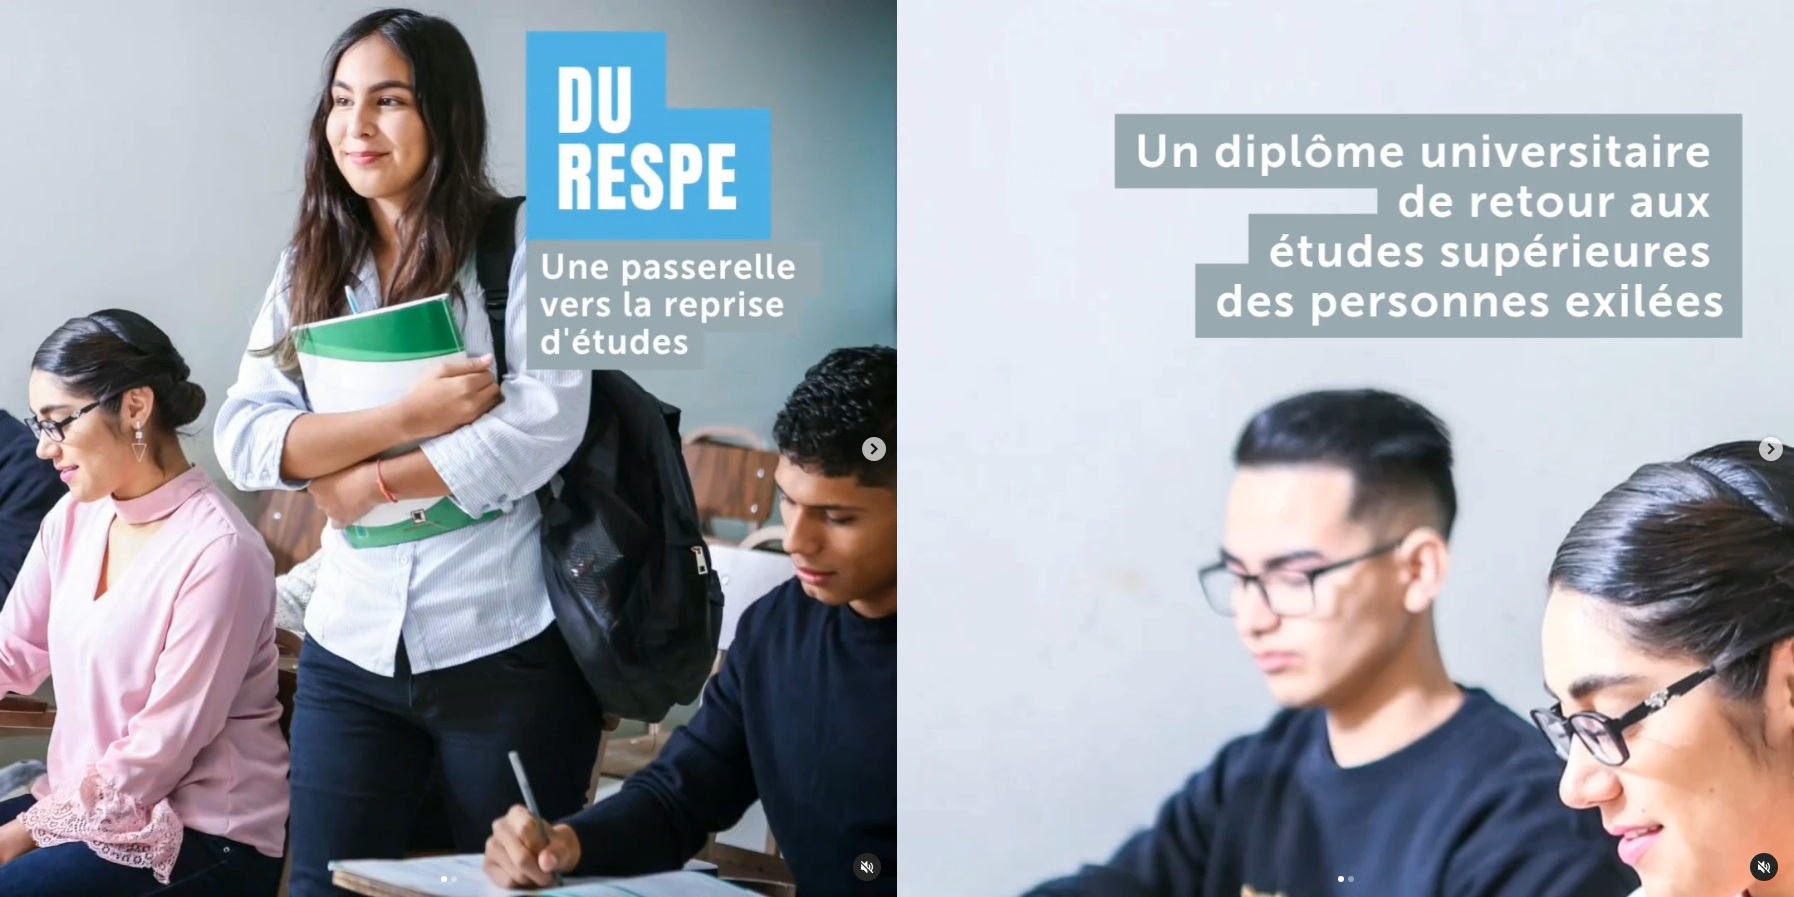 DU
RESPE
Une passerelle
vers la reprise
d'études
Un diplôme universitaire
de retour aux
études supérieures
des personnes exilées